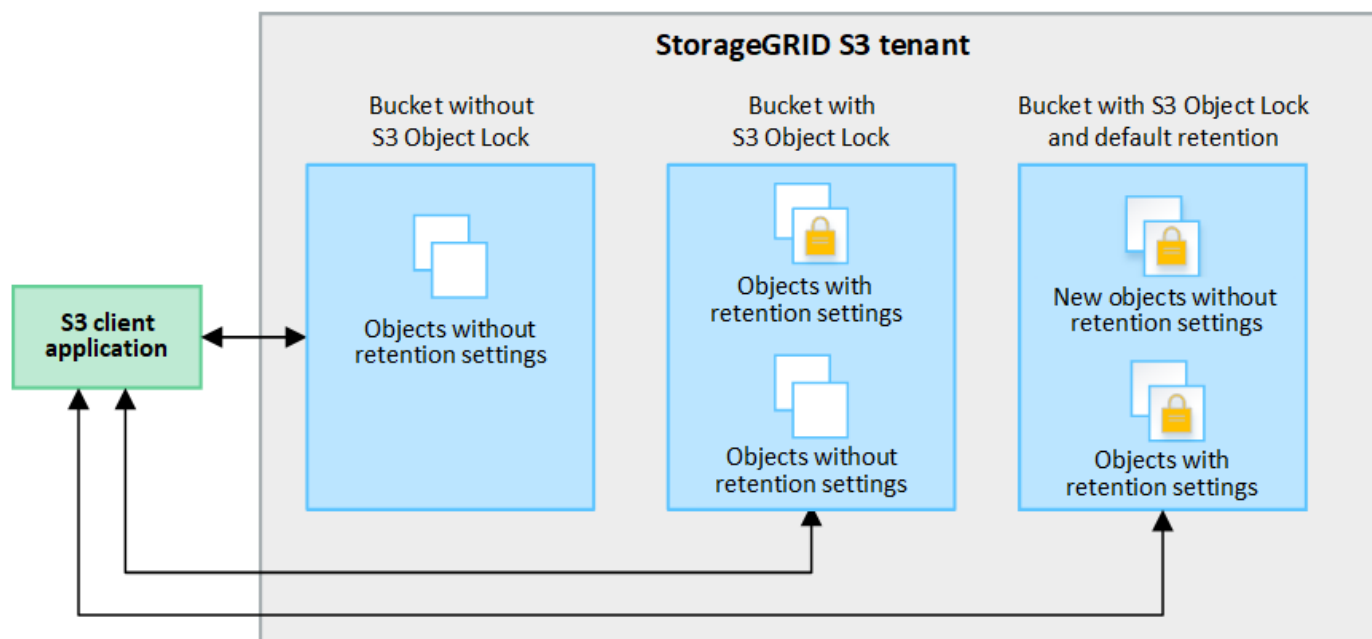 StorageGRID S3 tenant
Bucket without
S3 Object Lock
Bucket with
S3 Object Lock
Bucket with S3 Object Lock
and default retention
S3 client
application
Objects without
retention settings
Objects with
retention settings
Objects without
retention settings
New objects without
retention settings
Objects with
retention settings